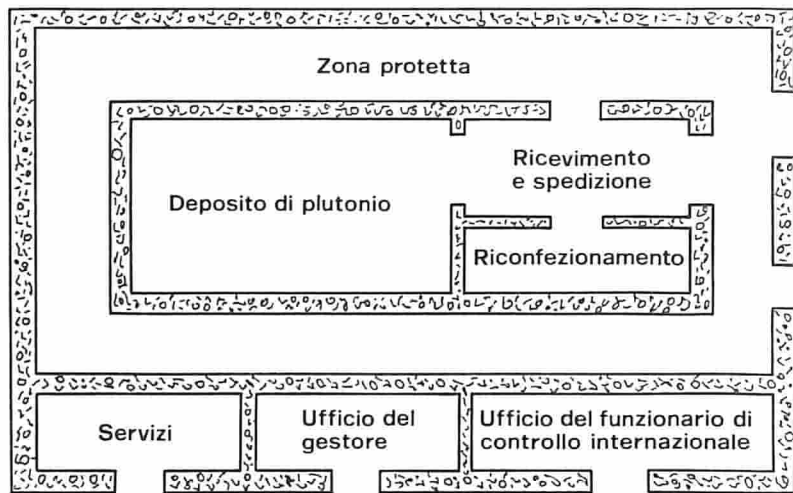 Zona protetta
Ricevimento
e spedizione
Deposito di plutonio
Riconfezionamento
Servizi
Ufficio del
gestore
Ufficio del funzionario di
controllo internazionale